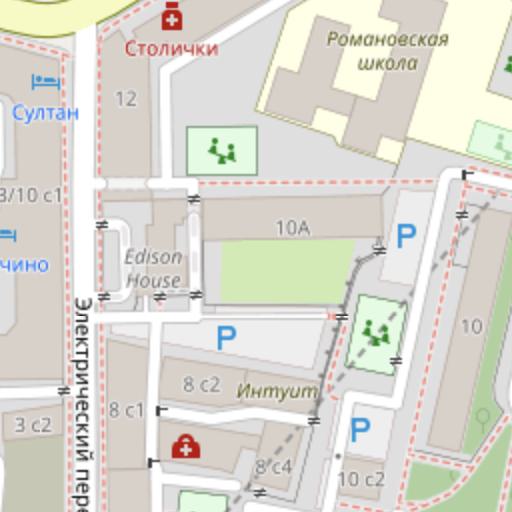 Столички
Романовская
школа
12
Султан
3/10 с1
10А
Р
Edison
House
чино
Электрический пере
Р
10
8 с2
Интуит
8 с1
3 с2
Р
8 с4
10 с2